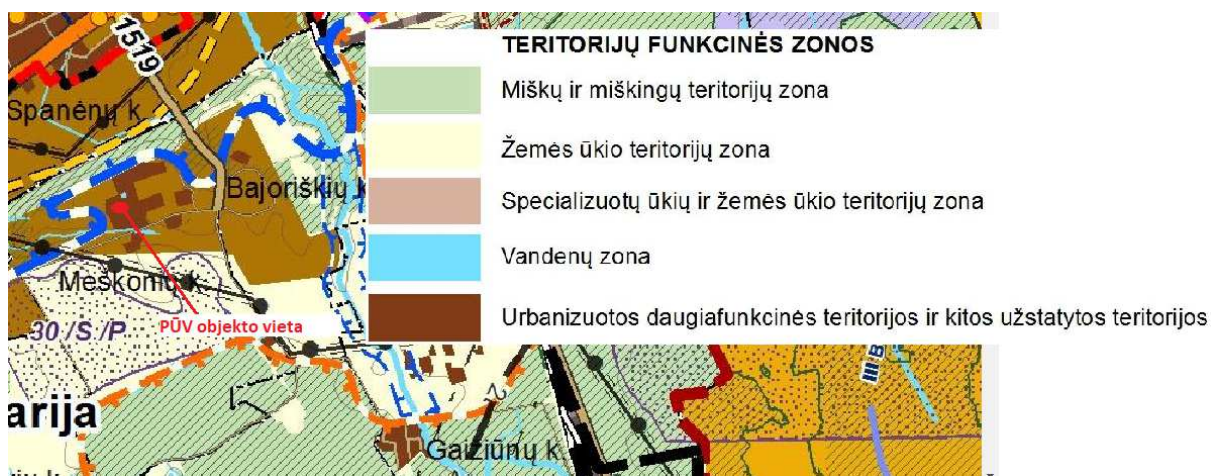 1519
Spanėnų k.
Bajoriškių k
Meškonių k.
30 /S /P
PŪV objekto vieta
arija
Gaižiūnų k
TERITORIJŲ FUNKCINĖS ZONOS
Miškų ir miškingų teritorijų zona
Žemės ūkio teritorijų zona
Specializuotų ūkių ir žemės ūkio teritorijų zona
Vandenų zona
Urbanizuotos daugiafunkcinės teritorijos ir kitos užstatytos teritorijos